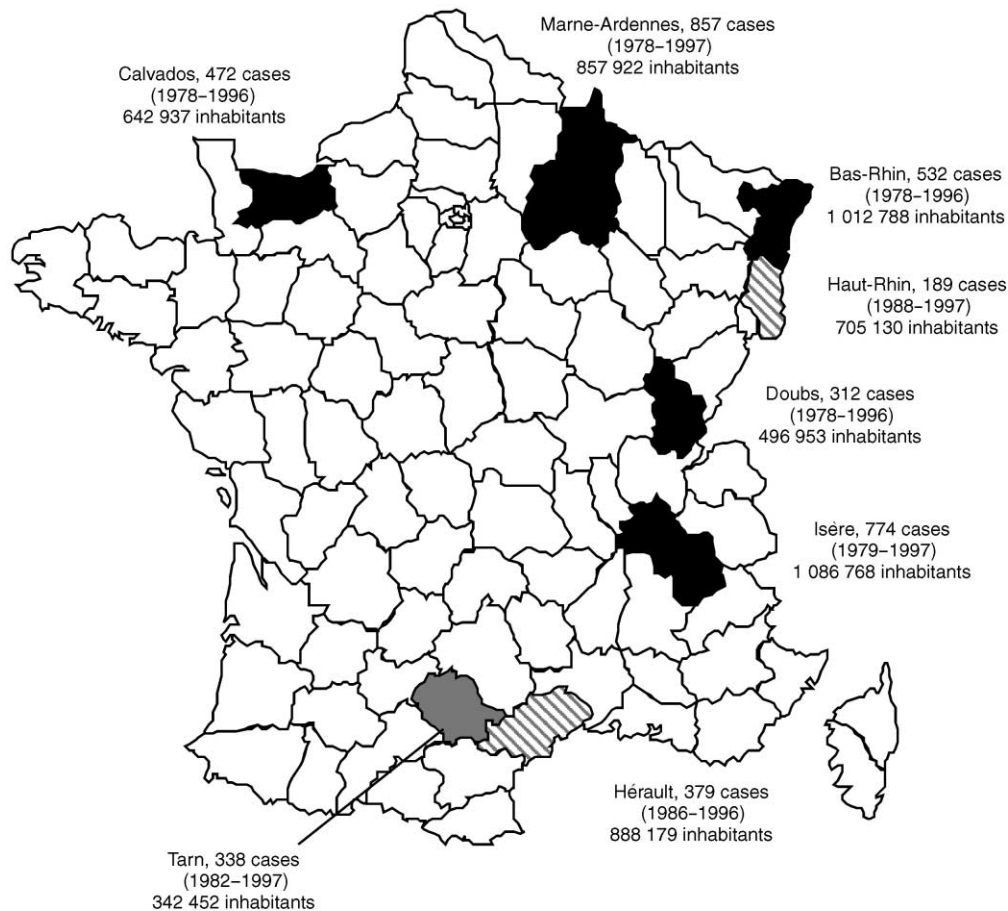 Marne-Ardennes, 857 cases
(1978–1997)
857 922 inhabitants
Calvados, 472 cases
(1978–1996)
642 937 inhabitants
Bas-Rhin, 532 cases
(1978–1996)
1 012 788 inhabitants
Haut-Rhin, 189 cases
(1988–1997)
705 130 inhabitants
Doubs, 312 cases
(1978–1996)
496 953 inhabitants
Isére, 774 cases
(1979–1997)
1 086 768 inhabitants
Hérault, 379 cases
(1986–1996)
888 179 inhabitants
Tarn, 338 cases
(1982–1997)
342 452 inhabitants